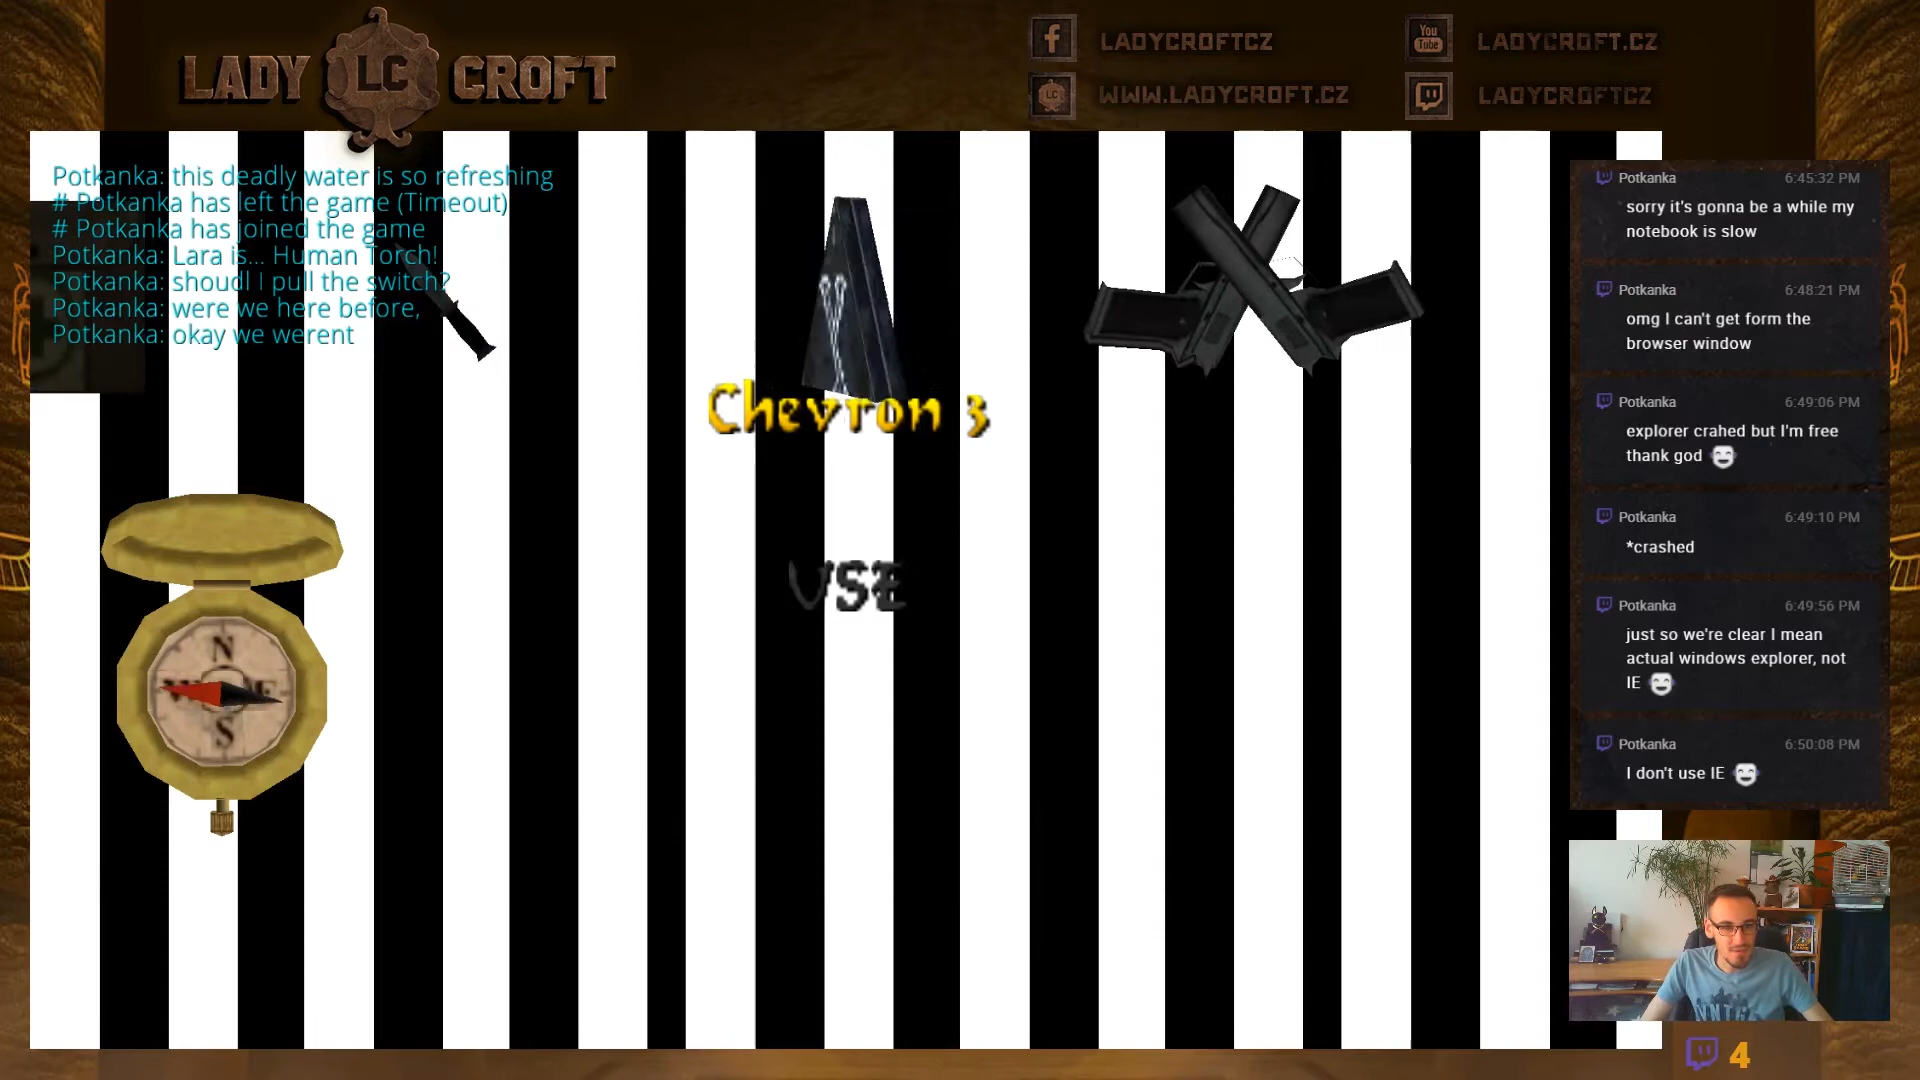 LADY LC CROFT
LADYCROFTCZ
You Tube LADYCROFT.CZ
LC WWW.LADYCROFT.CZ
LADYCROFTCZ
Potkanka: this deadly water is so refreshing
# Potkanka has left the game (Timeout)
# Potkanka has joined the game
Potkanka: Lara is... Human Torch!
Potkanka: shoudl I pull the switch?
Potkanka: were we here before,
Potkanka: okay we werent
Chevron 3
USE
N
E
S
Potkanka 6:45:32 PM
sorry it's gonna be a while my
notebook is slow
Potkanka 6:48:21 PM
omg I can't get form the
browser window
Potkanka 6:49:06 PM
explorer crahed but I'm free
thank god
Potkanka 6:49:10 PM
*crashed
Potkanka 6:49:56 PM
just so we're clear I mean
actual windows explorer, not
IE
Potkanka 6:50:08 PM
I don't use IE
4